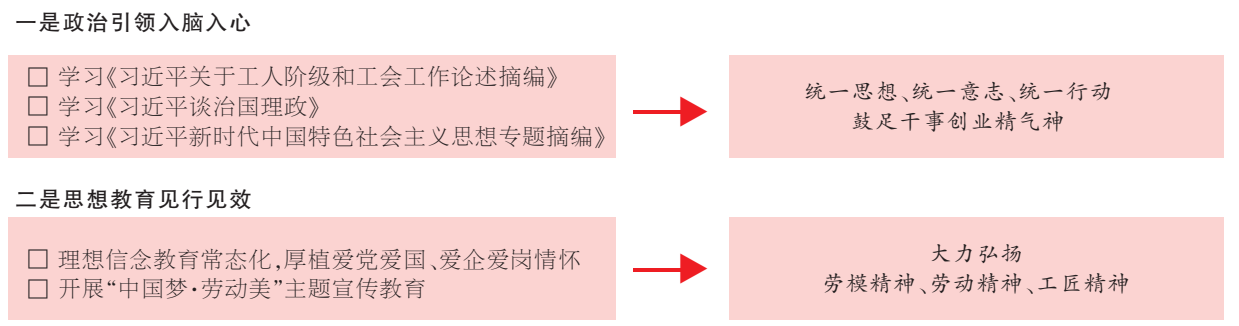 一是政治引领入脑入心
□ 学习《习近平关于工人阶级和工会工作论述摘编》
□ 学习《习近平谈治国理政》
□ 学习《习近平新时代中国特色社会主义思想专题摘编》
统一思想、统一意志、统一行动
鼓足干事创业精气神
二是思想教育见行见效
□ 理想信念教育常态化,厚植爱党爱国、爱企爱岗情怀
□ 开展“中国梦·劳动美”主题宣传教育
大力弘扬
劳模精神、劳动精神、工匠精神